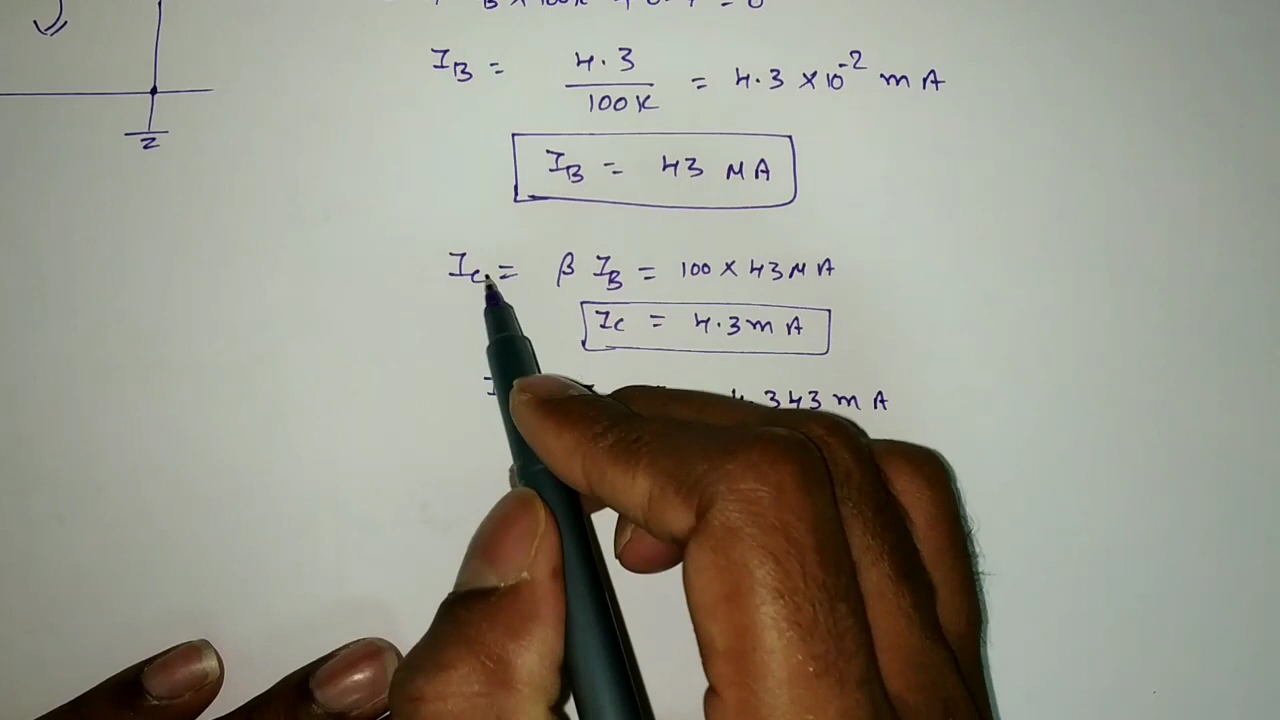 I_B = 4.3 / 100K = 4.3 × 10^-2 mA
I_B = 43 μA
I_C = β I_B = 100 × 43 μA
I_C = 4.3 mA
4.343 mA